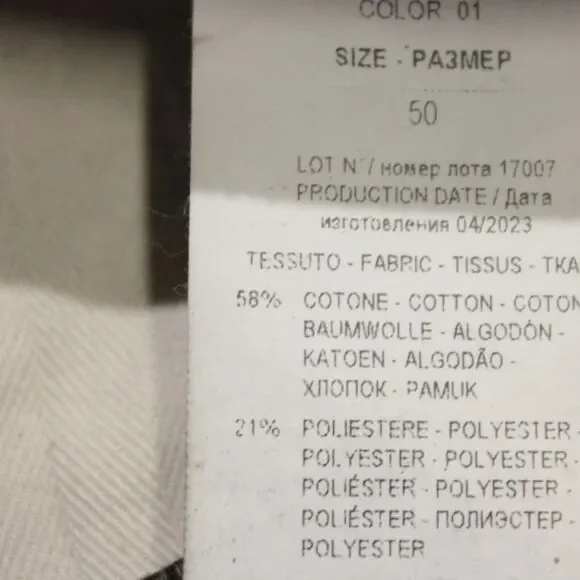 COLOR 01
SIZE - РАЗМЕР
50
LOT N°/ номер лота 17007
PRODUCTION DATE / Дата
изготовления 04/2023
TESSUTO - FABRIC - TISSUS - TKA
58% COTONE - COTTON - COTON
BAUMWOLLE - ALGODÓN -
KATOEN - ALGODÃO -
ХЛОПОК - PAMUK
21% POLIESTERE - POLYESTER -
POLYESTER - POLYESTER -
POLIÉSTER - POLYESTER -
POLIÉSTER - ПОЛИЭСТЕР -
POLYESTER